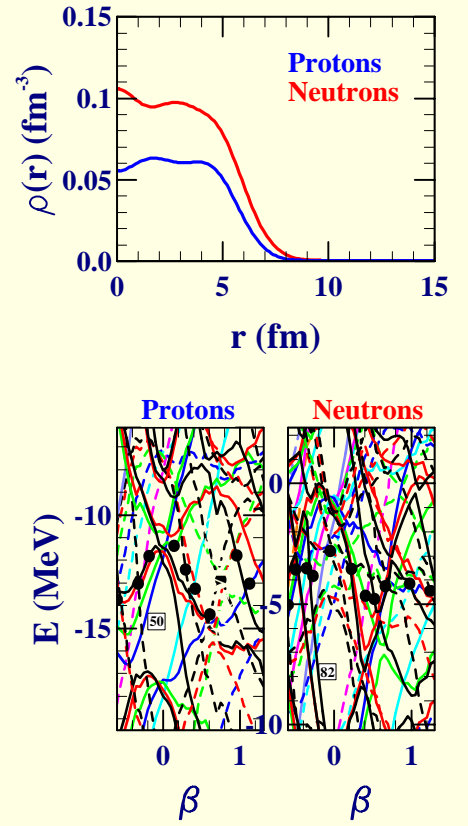 0.15
Protons
Neutrons
0.1
0.05
0.0
ρ(r) (fm-3)
0 5 10 15
r (fm)
Protons Neutrons
-10
-15
E (MeV)
50
0
-5
-10
82
0 1 0 1
β β